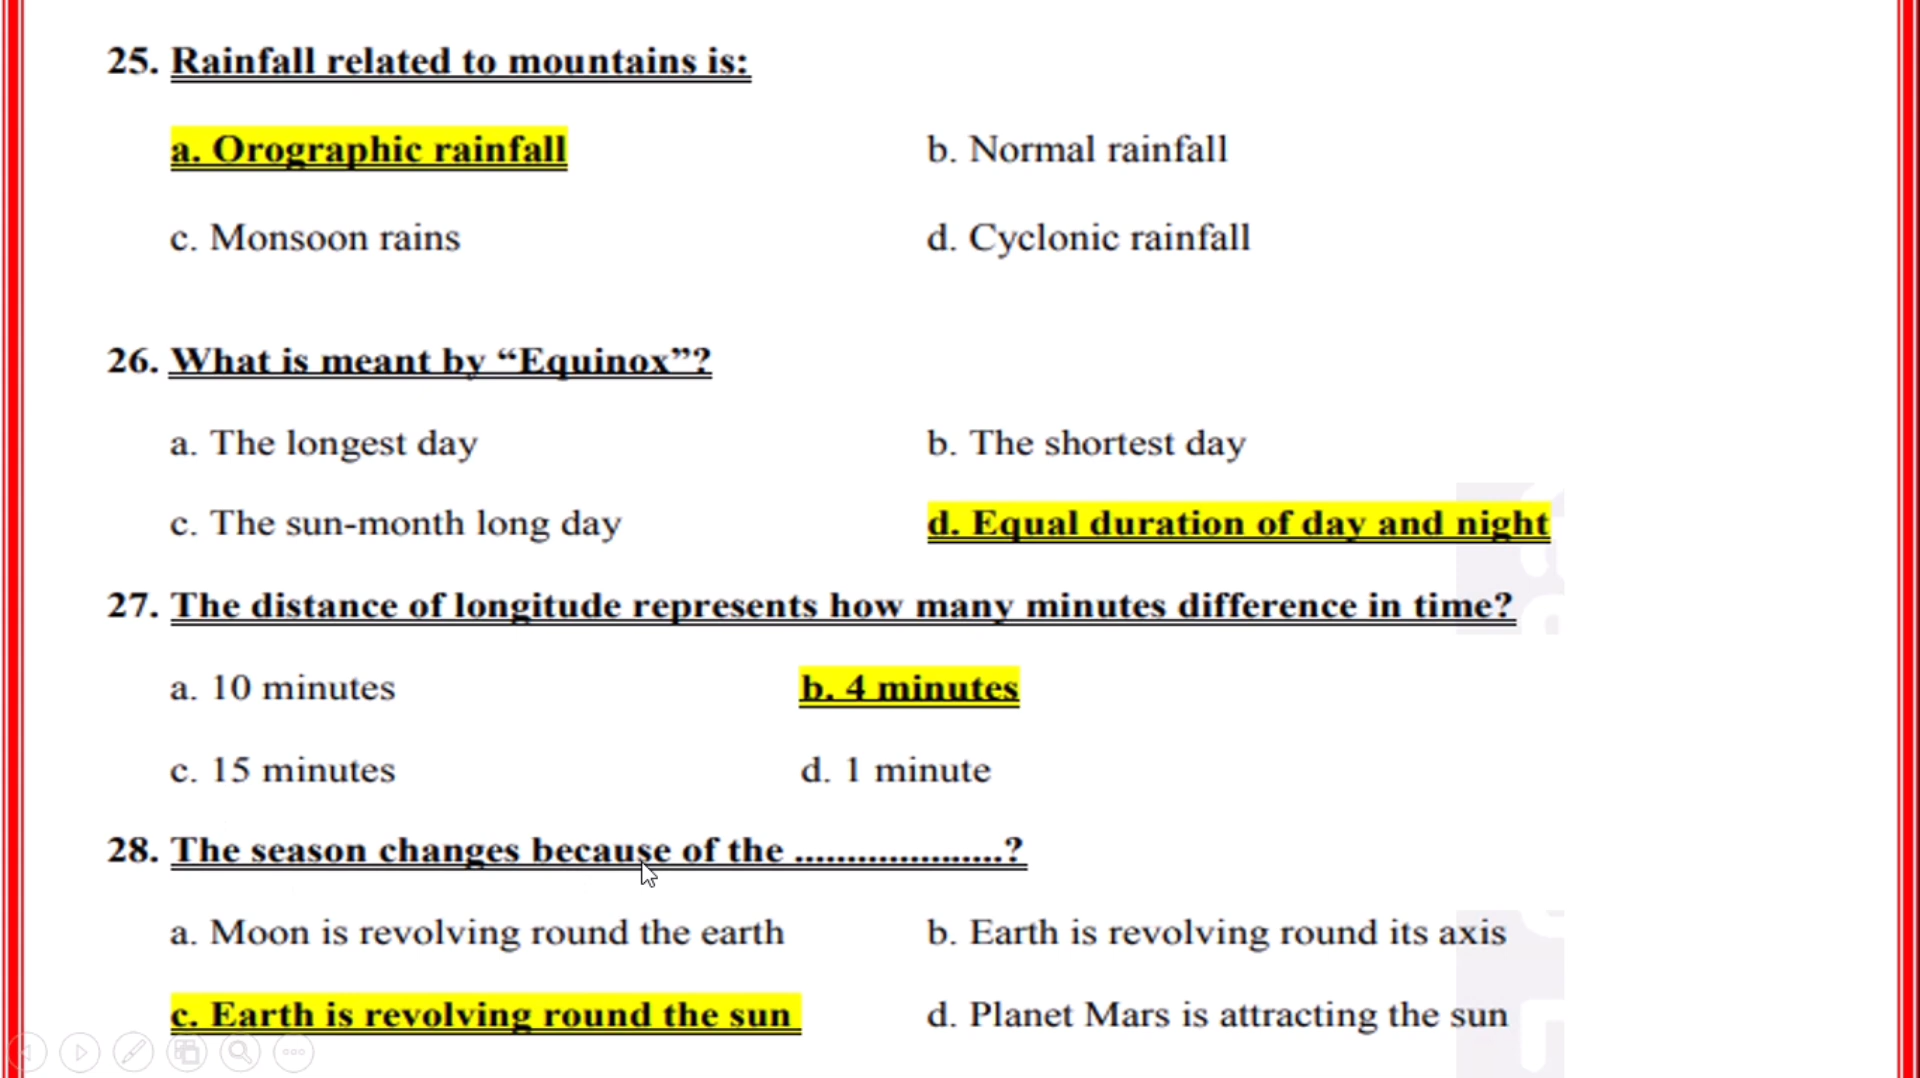 25. Rainfall related to mountains is:
a. Orographic rainfall b. Normal rainfall
c. Monsoon rains d. Cyclonic rainfall
26. What is meant by “Equinox”?
a. The longest day b. The shortest day
c. The sun-month long day d. Equal duration of day and night
27. The distance of longitude represents how many minutes difference in time?
a. 10 minutes b. 4 minutes
c. 15 minutes d. 1 minute
28. The season changes because of the ....................?
a. Moon is revolving round the earth b. Earth is revolving round its axis
c. Earth is revolving round the sun d. Planet Mars is attracting the sun